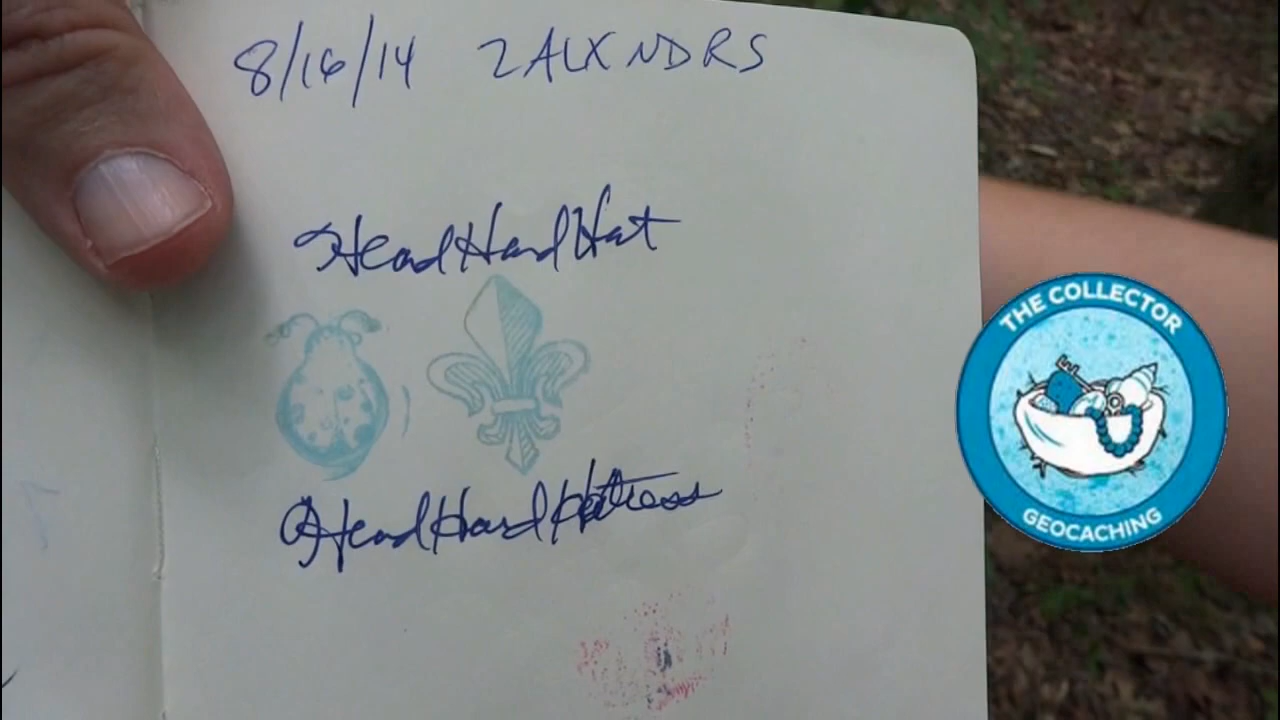 8/16/14 2ALXNDRS
HeadHardHat
HeadHardHatress
THE COLLECTOR
GEOCACHING